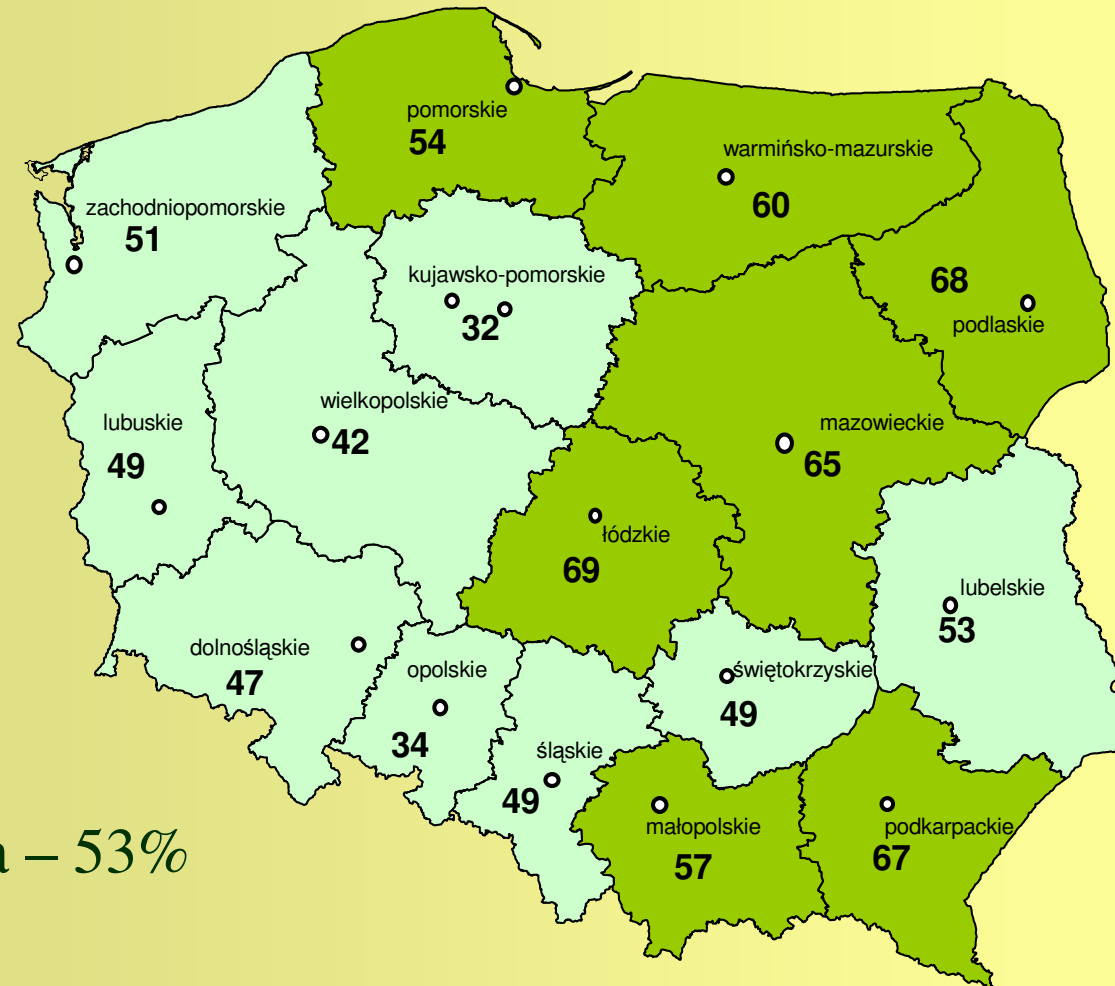 pomorskie
54
warmińsko-mazurskie
60
zachodniopomorskie
51
kujawsko-pomorskie
32
68
podlaskie
wielkopolskie
42
lubuskie
49
mazowieckie
65
łódzkie
69
lubelskie
53
dolnośląskie
47
opolskie
34
świętokrzyskie
49
śląskie
49
małopolskie
57
podkarpackie
67
– 53%